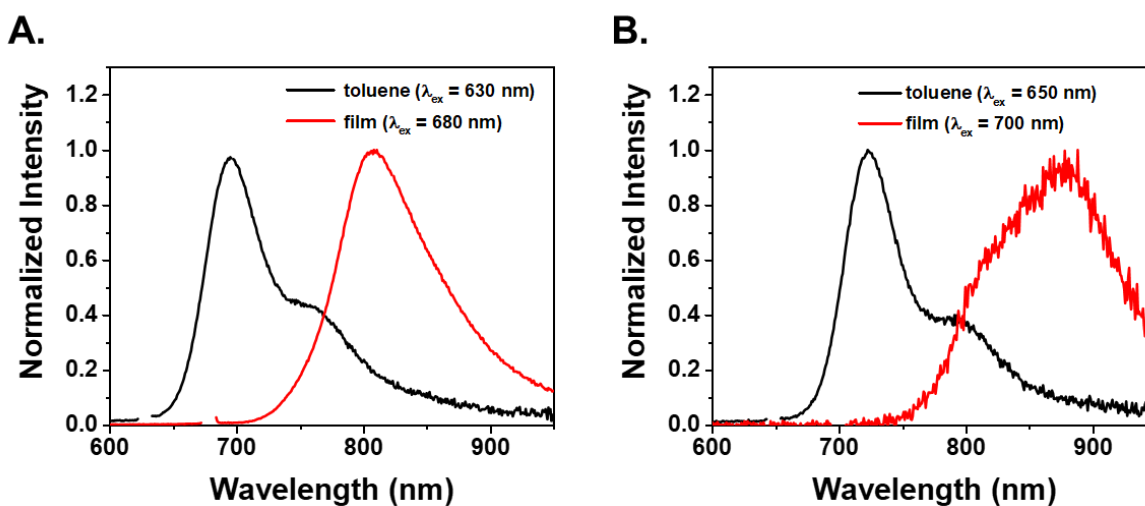 A.
toluene (λex = 630 nm)
film (λex = 680 nm)
Normalized Intensity
1.2
1.0
0.8
0.6
0.4
0.2
0.0
600
700
800
900
Wavelength (nm)
B.
toluene (λex = 650 nm)
film (λex = 700 nm)
Normalized Intensity
1.2
1.0
0.8
0.6
0.4
0.2
0.0
600
700
800
900
Wavelength (nm)